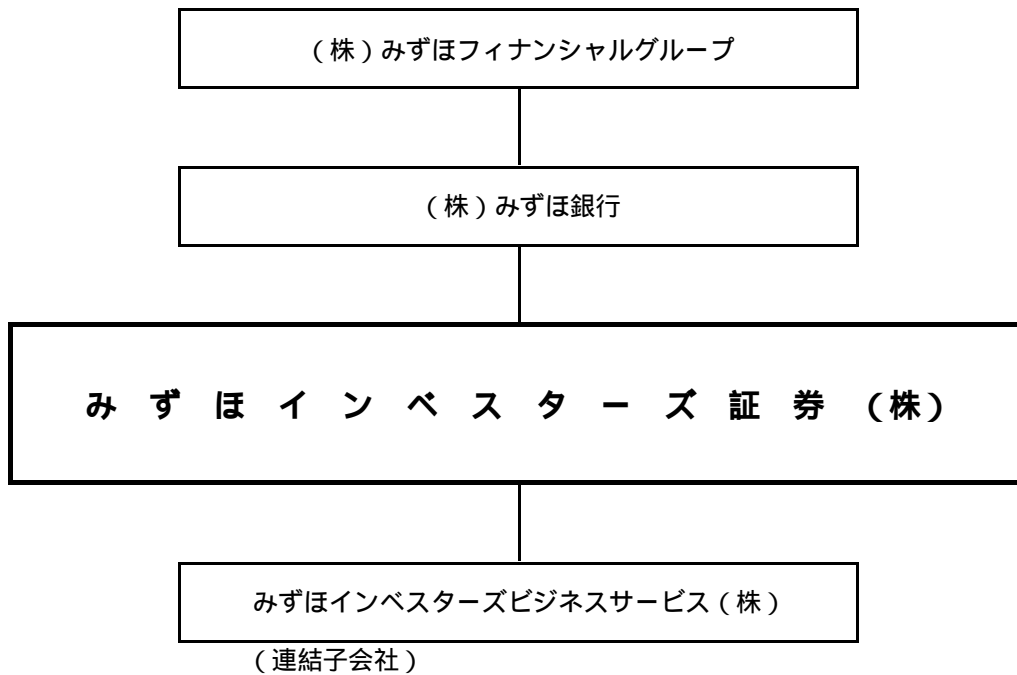 （株）みずほフィナンシャルグループ
（株）みずほ銀行
みずほインベスターズ証券（株）
みずほインベスターズビジネスサービス（株）
（連結子会社）